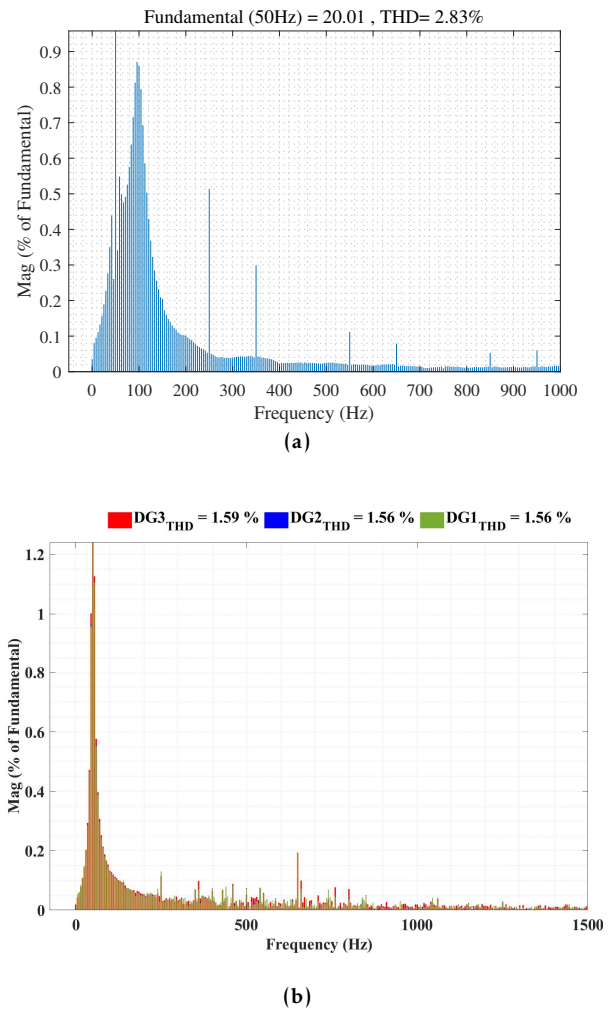 Fundamental (50Hz) = 20.01 , THD= 2.83%
Mag (% of Fundamental)
0.9
0.8
0.7
0.6
0.5
0.4
0.3
0.2
0.1
0
0 100 200 300 400 500 600 700 800 900 1000
Frequency (Hz)
(a)
DG3THD = 1.59 % DG2THD = 1.56 % DG1THD = 1.56 %
Mag (% of Fundamental)
1.2
1
0.8
0.6
0.4
0.2
0
0 500 1000 1500
Frequency (Hz)
(b)